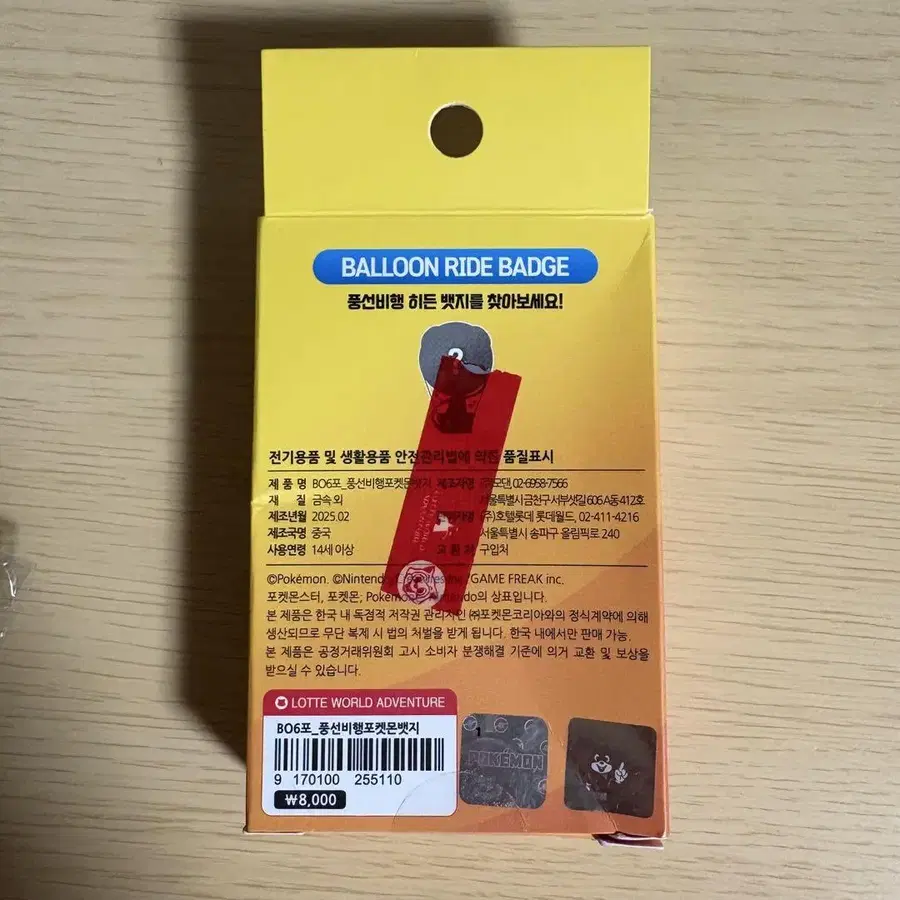 BALLOON RIDE BADGE
풍선비행 히든 뱃지를 찾아보세요!
?
전기용품 및 생활용품 안전관리법에 의한 품질표시
제 품 명 BO6포_풍선비행포켓몬뱃지 제조자명 ㈜모댄, 02-6958-7566
재 질 금속 외 서울특별시 금천구 서부샛길 606 A동-412호
제조년월 2025.02 ㈜호텔롯데 롯데월드, 02-411-4216
제조국명 중국 서울특별시 송파구 올림픽로 240
사용연령 14세 이상 교 환 처 구입처
©Pokémon. ©Nintendo/Creatures Inc./GAME FREAK inc.
포켓몬스터, 포켓몬; Pokémon는 Nintendo의 상표입니다.
본 제품은 한국 내 독점적 저작권 관리자인 ㈜포켓몬코리아와의 정식계약에 의해
생산되므로 무단 복제 시 법의 처벌을 받게 됩니다. 한국 내에서만 판매 가능.
본 제품은 공정거래위원회 고시 소비자 분쟁해결 기준에 의거 교환 및 보상을
받으실 수 있습니다.
LOTTE WORLD ADVENTURE
BO6포_풍선비행포켓몬뱃지
9 170100 255110
₩8,000
1
POKÉMON